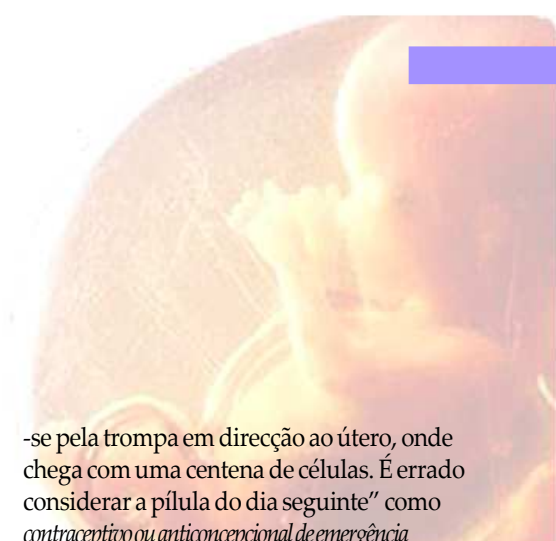 -se pela trompa em direcção ao útero, onde
chega com uma centena de células. É errado
considerar a pílula do dia seguinte” como
contraceptivo ou anticoncepcional de emergência